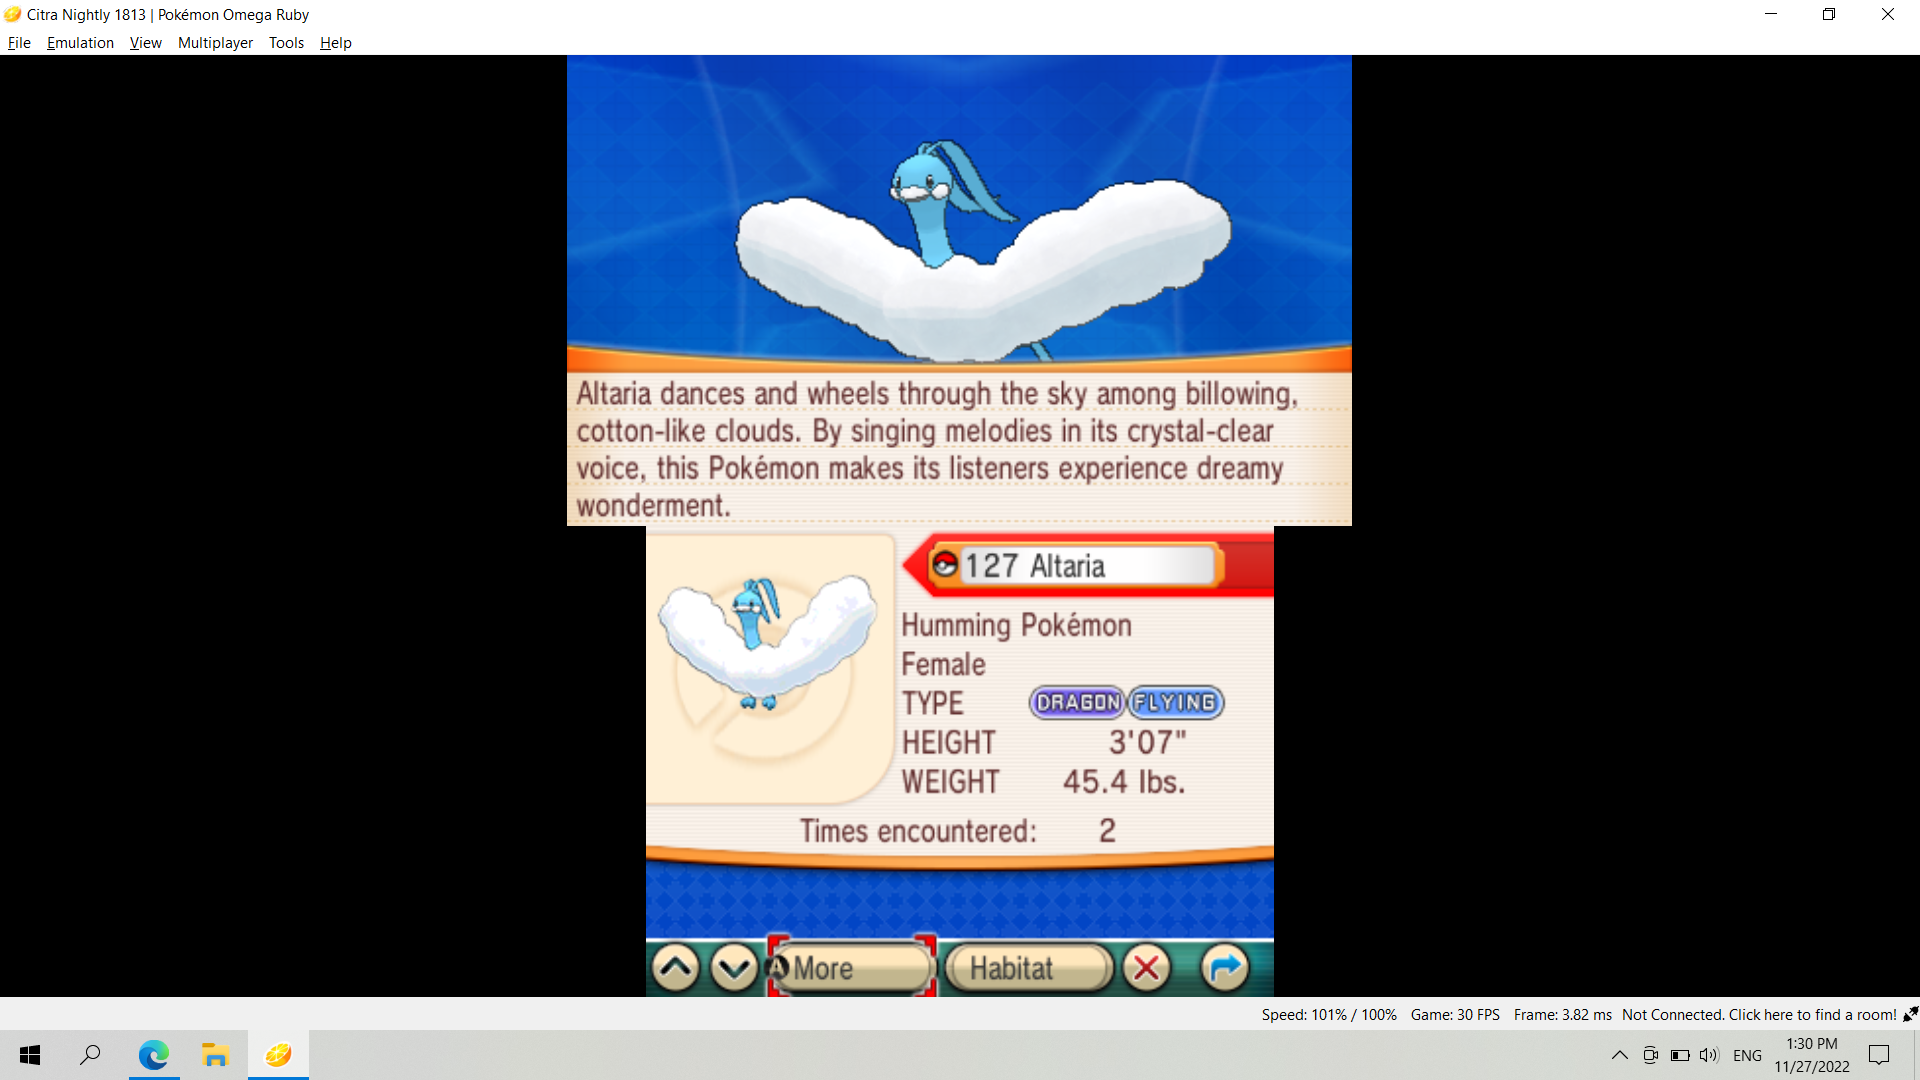 Citra Nightly 1813 | Pokémon Omega Ruby
File Emulation View Multiplayer Tools Help
Altaria dances and wheels through the sky among billowing,
cotton-like clouds. By singing melodies in its crystal-clear
voice, this Pokémon makes its listeners experience dreamy
wonderment.
127 Altaria
Humming Pokémon
Female
TYPE DRAGON FLYING
HEIGHT 3'07"
WEIGHT 45.4 lbs.
Times encountered: 2
A More Habitat
Speed: 101% / 100% Game: 30 FPS Frame: 3.82 ms Not Connected. Click here to find a room!
ENG
1:30 PM
11/27/2022